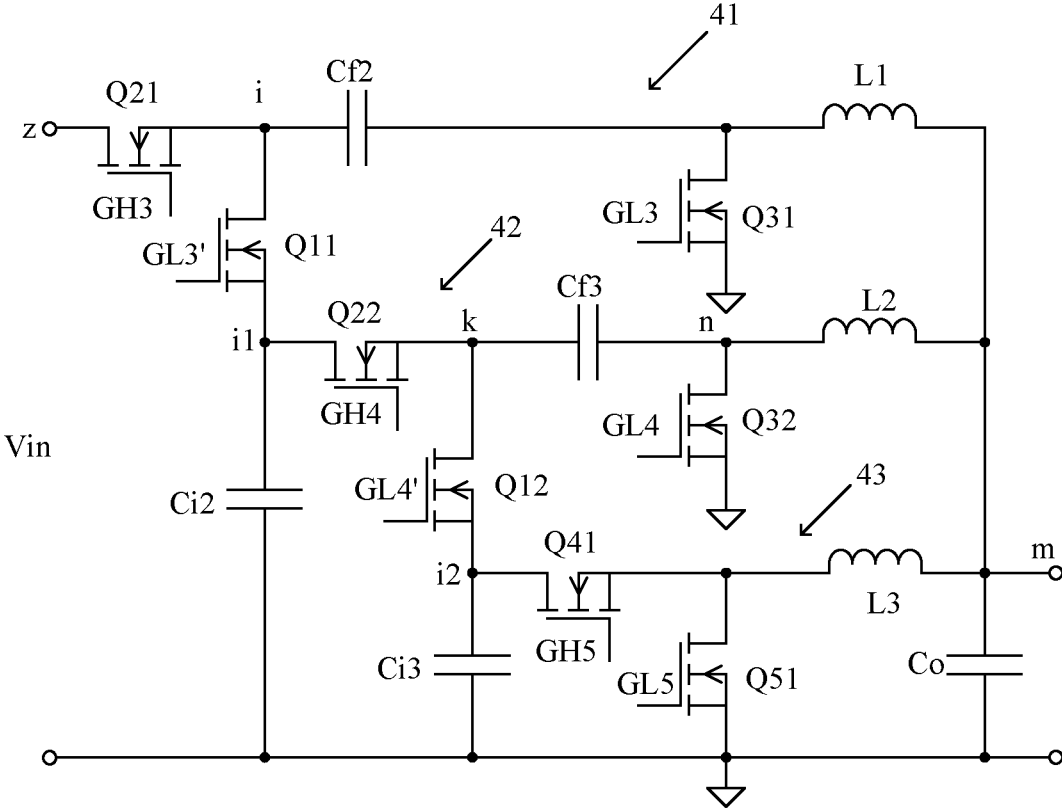 41
Cf2
L1
Q21
i
z
GH3
GL3
Q31
GL3'
Q11
42
Cf3
L2
Q22
k
n
i1
GH4
GL4
Q32
Vin
GL4'
Q12
43
Ci2
Q41
m
i2
L3
GH5
Ci3
Co
GL5
Q51